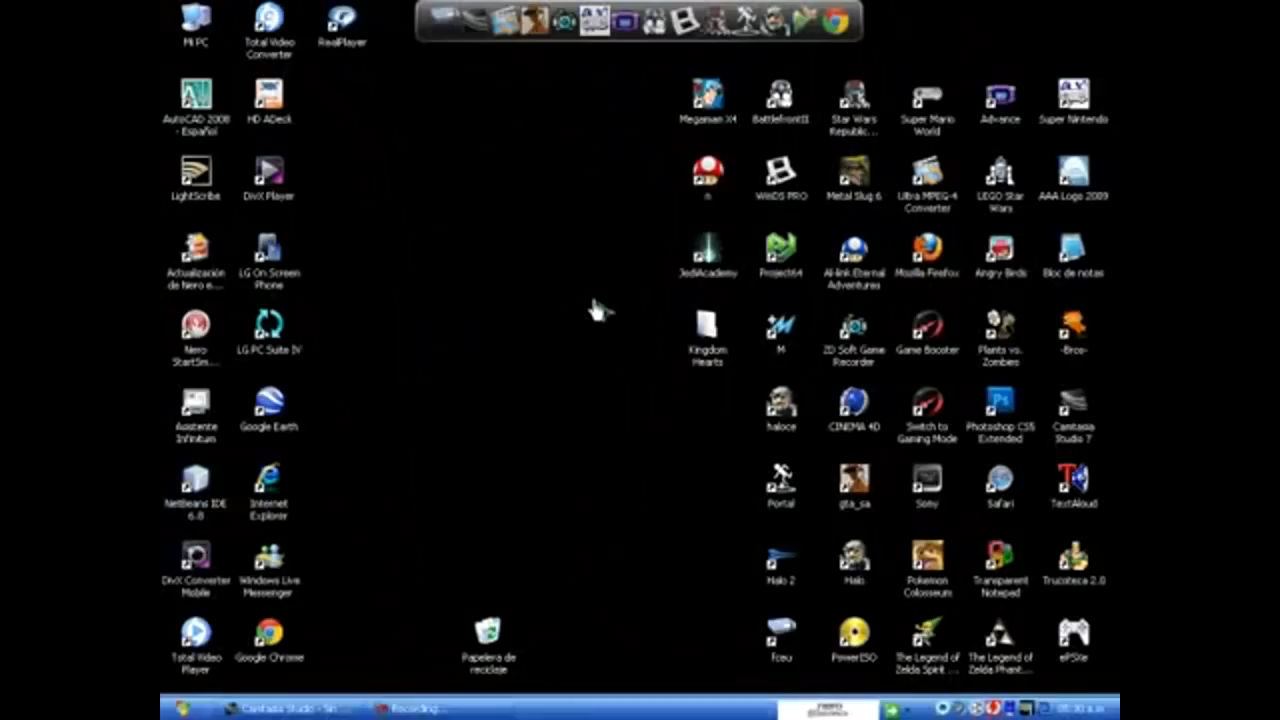 Mi PC
Total Video
Converter
RealPlayer
AutoCAD 2008
- Español
HD ADeck
Megaman X4
BattlefrontII
Star Wars
Republic...
Super Mario
World
Advance
Super Nintendo
LightScribe
DivX Player
n
WinDS PRO
Metal Slug 6
Ultra MPEG-4
Converter
LEGO Star
Wars
AAA Logo 2009
Actualización
de Nero e...
LG On Screen
Phone
JediAcademy
Project64
Al-link Eternal
Adventures
Mozilla Firefox
Angry Birds
Bloc de notas
Nero
StartSm...
LG PC Suite IV
Kingdom
Hearts
M
ZD Soft Game
Recorder
Game Booster
Plants vs.
Zombies
-Bros-
Asistente
Infinitum
Google Earth
haloce
CINEMA 4D
Switch to
Gaming Mode
Photoshop CS5
Extended
Camtasia
Studio 7
NetBeans IDE
6.8
Internet
Explorer
Portal
gta_sa
Sony
Safari
TextAloud
DivX Converter
Mobile
Windows Live
Messenger
Halo 2
Halo
Pokemon
Colosseum
Transparent
Notepad
Trucoteca 2.0
Total Video
Player
Google Chrome
Papelera de
reciclaje
fceu
PowerISO
The Legend of
Zelda Spirit ...
The Legend of
Zelda Phant...
ePSXe
Camtasia Studio - Sin
Recording...